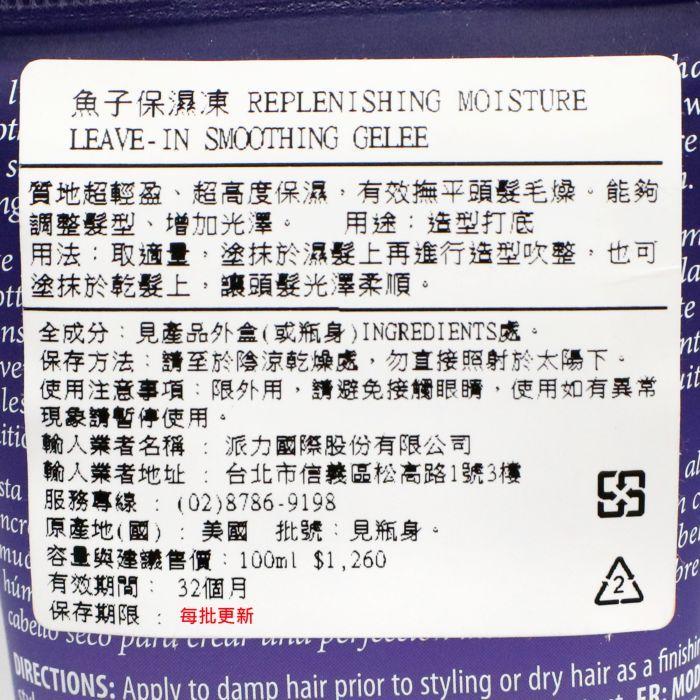 魚子保濕凍 REPLENISHING MOISTURE
LEAVE-IN SMOOTHING GELEE
質地超輕盈、超高度保濕,有效撫平頭髮毛燥。能夠
調整髮型、增加光澤。 用途:造型打底
用法:取適量,塗抹於濕髮上再進行造型吹整,也可
塗抹於乾髮上,讓頭髮光澤柔順。
全成分:見產品外盒(或瓶身)INGREDIENTS處。
保存方法:請至於陰涼乾燥處,勿直接照射於太陽下。
使用注意事項:限外用,請避免接觸眼睛,使用如有異常
現象請暫停使用。
輸入業者名稱 : 派力國際股份有限公司
輸入業者地址 : 台北市信義區松高路1號3樓
服務專線 : (02)8786-9198
原產地(國) : 美國 批號:見瓶身。
容量與建議售價:100ml $1,260
有效期間: 32個月
保存期限 : 每批更新
2
cabello seco para crear una
DIRECTIONS: Apply to damp hair prior to styling or dry hair as a